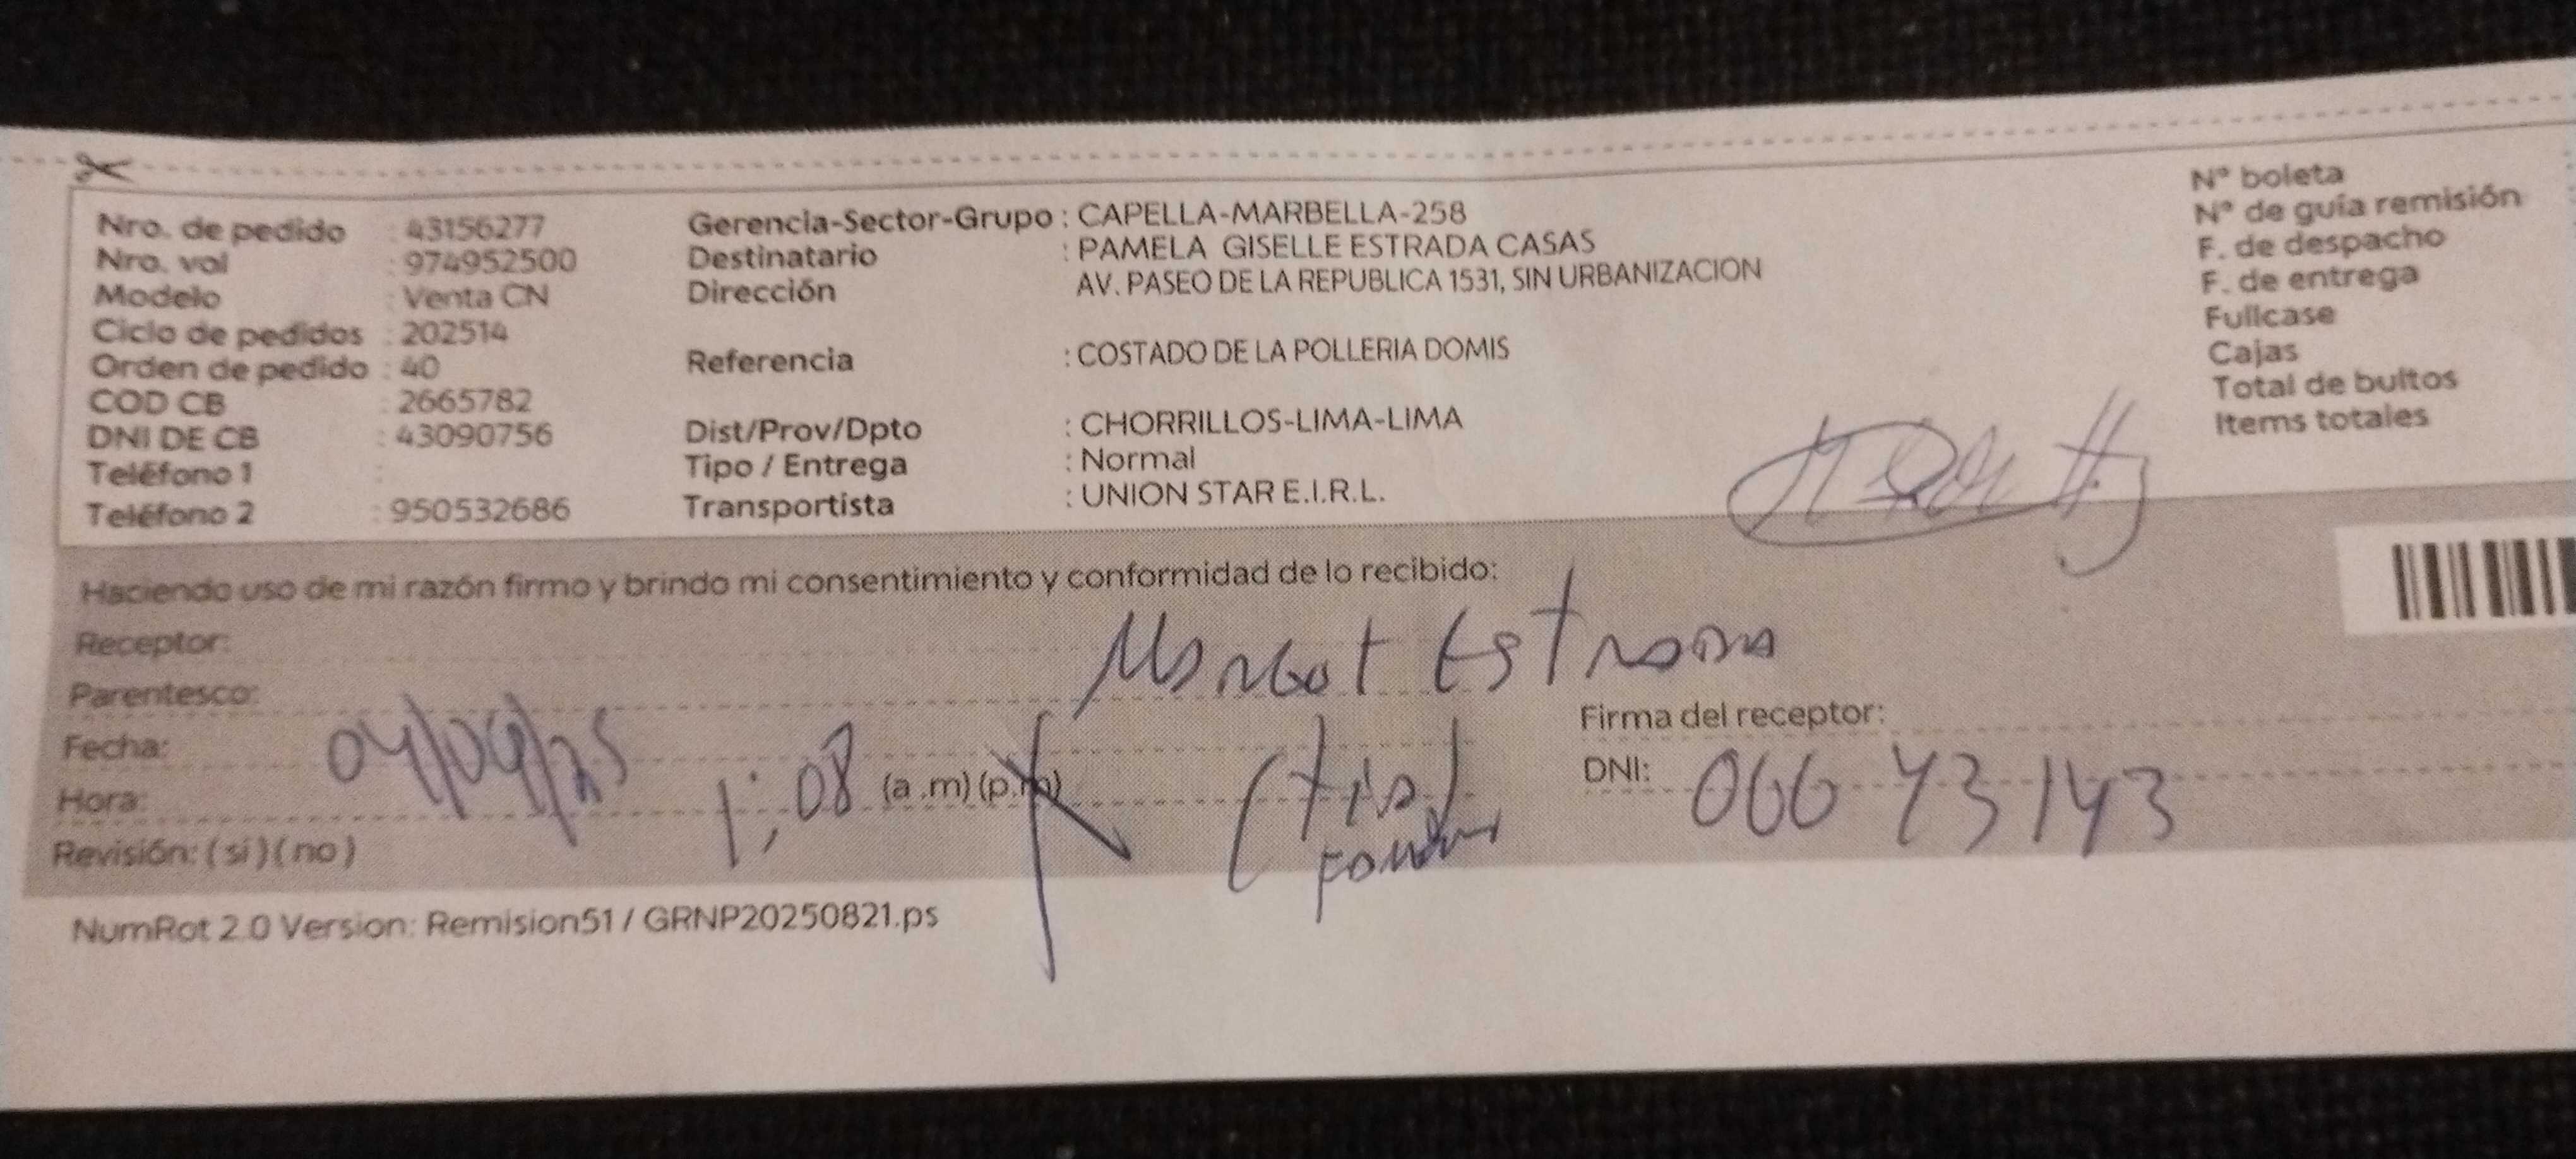 Nro. de pedido : 43156277
Nro. vol : 974952500
Modelo : Venta CN
Ciclo de pedidos : 202514
Orden de pedido : 40
COD CB : 2665782
DNI DE CB : 43090756
Teléfono 1 :
Teléfono 2 : 950532686
Gerencia-Sector-Grupo : CAPELLA-MARBELLA-258
Destinatario : PAMELA GISELLE ESTRADA CASAS
Dirección AV. PASEO DE LA REPUBLICA 1531, SIN URBANIZACION
Referencia : COSTADO DE LA POLLERIA DOMIS
Dist/Prov/Dpto : CHORRILLOS-LIMA-LIMA
Tipo / Entrega : Normal
Transportista : UNION STAR E.I.R.L.
N° boleta
N° de guía remisión
F. de despacho
F. de entrega
Fullcase
Cajas
Total de bultos
Items totales
Haciendo uso de mi razón firmo y brindo mi consentimiento y conformidad de lo recibido:
Receptor: Margot Estrada
Parentesco:
Fecha: 04/09/25
Hora: 1:08 (a .m) (p.m)
Revisión: ( si ) ( no )
(tia)
Firma del receptor:
DNI: 06643143
NumRot 2.0 Version: Remision51 / GRNP20250821.ps